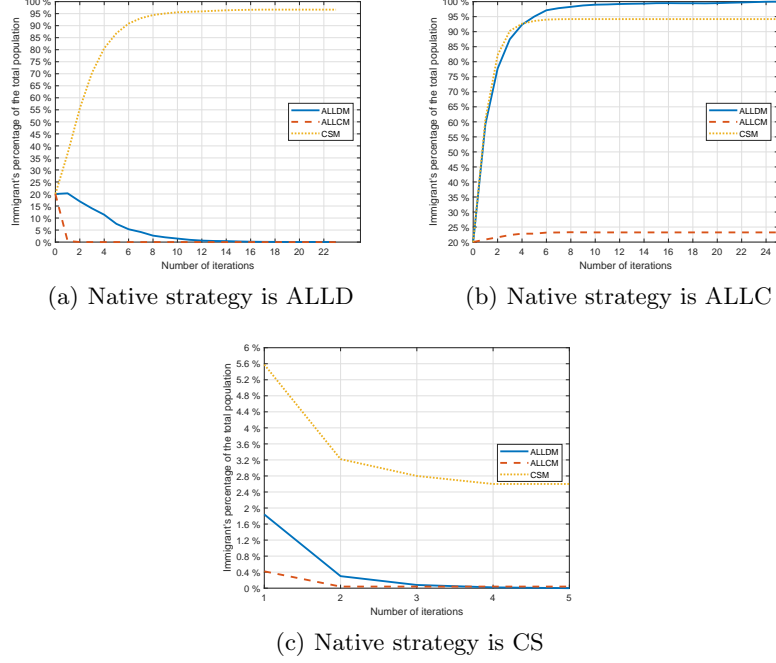 Immigrant's percentage of the total population
100 %
95 %
90 %
85 %
80 %
75 %
70 %
65 %
60 %
55 %
50 %
45 %
40 %
35 %
30 %
25 %
20 %
15 %
10 %
5 %
0 %
ALLDM
ALLCM
CSM
0 2 4 6 8 10 12 14 16 18 20 22
Number of iterations
(a) Native strategy is ALLD
Immigrant's percentage of the total population
100 %
95 %
90 %
85 %
80 %
75 %
70 %
65 %
60 %
55 %
50 %
45 %
40 %
35 %
30 %
25 %
20 %
ALLDM
ALLCM
CSM
0 2 4 6 8 10 12 14 16 18 20 22 24
Number of iterations
(b) Native strategy is ALLC
Immigrant's percentage of the total population
6 %
5.6 %
5.2 %
4.8 %
4.4 %
4 %
3.6 %
3.2 %
2.8 %
2.4 %
2 %
1.6 %
1.2 %
0.8 %
0.4 %
0 %
ALLDM
ALLCM
CSM
1 2 3 4 5
Number of iterations
(c) Native strategy is CS